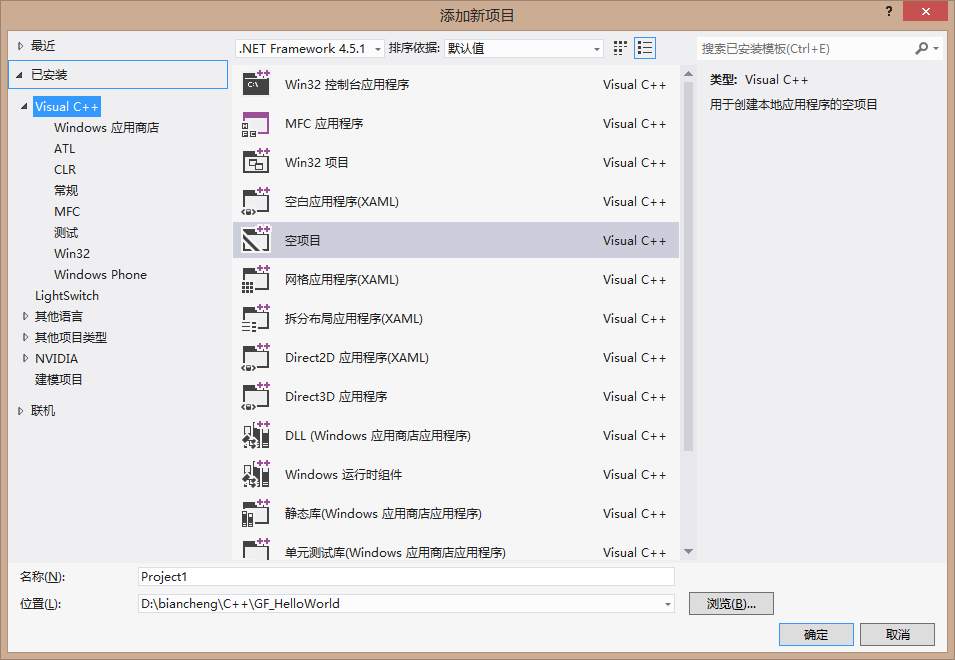 添加新项目
?
最近
.NET Framework 4.5.1 排序依据: 默认值
搜索已安装模板(Ctrl+E)
已安装
Visual C++
Windows 应用商店
ATL
CLR
常规
MFC
测试
Win32
Windows Phone
LightSwitch
其他语言
其他项目类型
NVIDIA
建模项目
联机
C:\
Win32 控制台应用程序 Visual C++
MFC 应用程序 Visual C++
Win32 项目 Visual C++
空白应用程序(XAML) Visual C++
空项目 Visual C++
网格应用程序(XAML) Visual C++
拆分布局应用程序(XAML) Visual C++
Direct2D 应用程序(XAML) Visual C++
Direct3D 应用程序 Visual C++
DLL (Windows 应用商店应用程序) Visual C++
Windows 运行时组件 Visual C++
静态库(Windows 应用商店应用程序) Visual C++
单元测试库(Windows 应用商店应用程序) Visual C++
类型: Visual C++
用于创建本地应用程序的空项目
名称(N): Project1
位置(L): D:\biancheng\C++\GF_HelloWorld 浏览(B)...
确定 取消